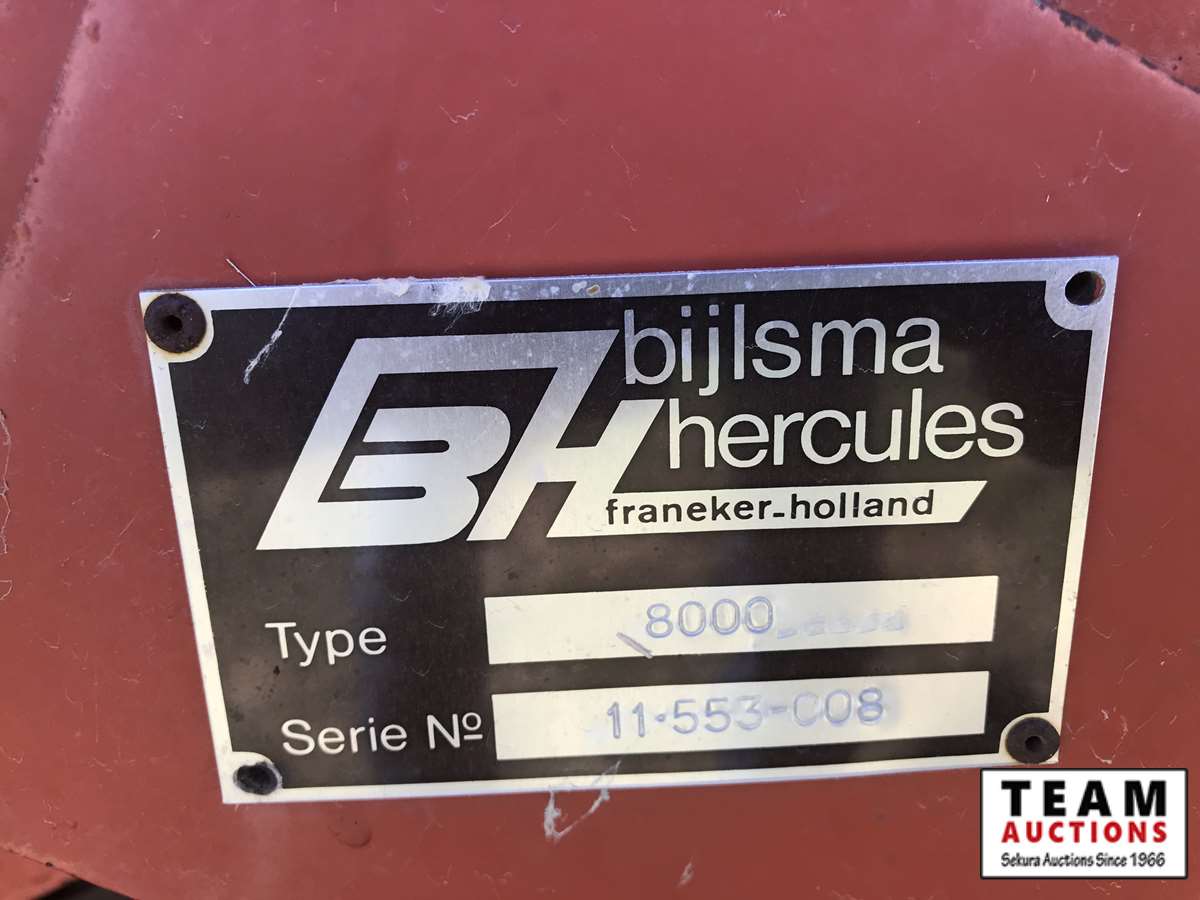 BH
bijlsma
hercules
franeker-holland
Type 8000
Serie Nº 11-553-008
TEAM
AUCTIONS
Sekura Auctions Since 1966